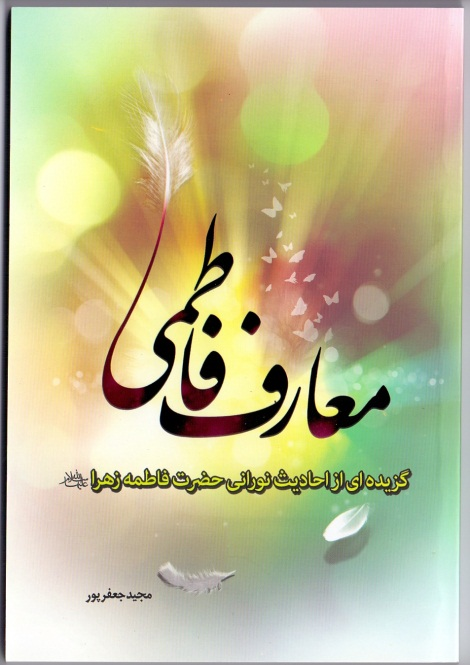 معارف فاطمی
گزیده ای از احادیث نورانی حضرت فاطمه زهرا
مجید جعفرپور